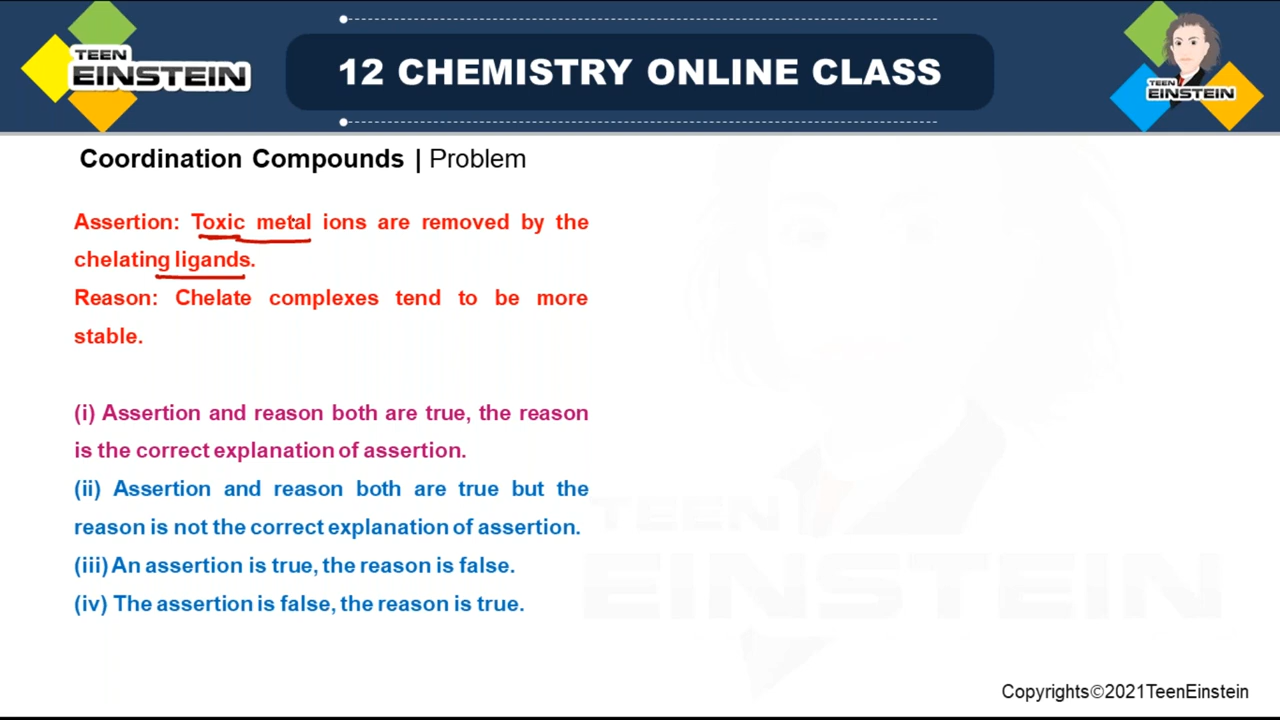 TEEN
EINSTEIN
12 CHEMISTRY ONLINE CLASS
TEEN
EINSTEIN
Coordination Compounds | Problem
Assertion: Toxic metal ions are removed by the
chelating ligands.
Reason: Chelate complexes tend to be more
stable.
(i) Assertion and reason both are true, the reason
is the correct explanation of assertion.
(ii) Assertion and reason both are true but the
reason is not the correct explanation of assertion.
(iii) An assertion is true, the reason is false.
(iv) The assertion is false, the reason is true.
TEEN
EINSTEIN
Copyrights©2021TeenEinstein